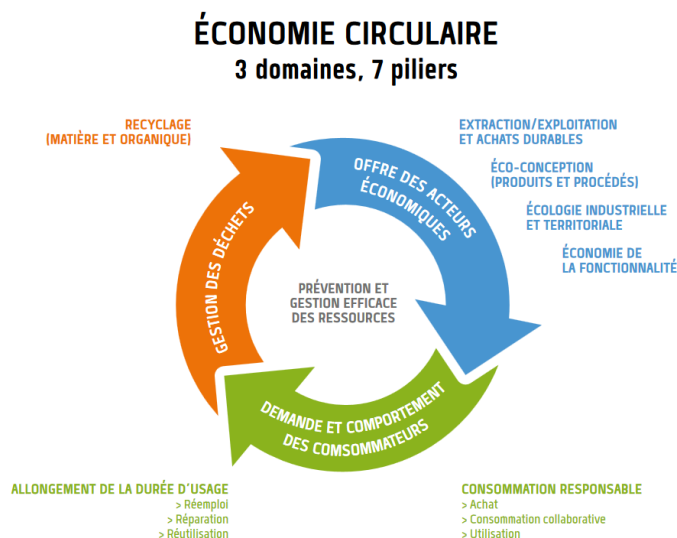 ÉCONOMIE CIRCULAIRE
3 domaines, 7 piliers
RECYCLAGE
(MATIÈRE ET ORGANIQUE)
EXTRACTION/EXPLOITATION
ET ACHATS DURABLES
ÉCO-CONCEPTION
(PRODUITS ET PROCÉDÉS)
ÉCOLOGIE INDUSTRIELLE
ET TERRITORIALE
ÉCONOMIE DE
LA FONCTIONNALITÉ
OFFRE DES ACTEURS
ÉCONOMIQUES
GESTION DES DÉCHETS
PRÉVENTION ET
GESTION EFFICACE
DES RESSOURCES
DEMANDE ET COMPORTEMENT
DES COMSOMMATEURS
ALLONGEMENT DE LA DURÉE D'USAGE
> Réemploi
> Réparation
> Réutilisation
CONSOMMATION RESPONSABLE
> Achat
> Consommation collaborative
> Utilisation